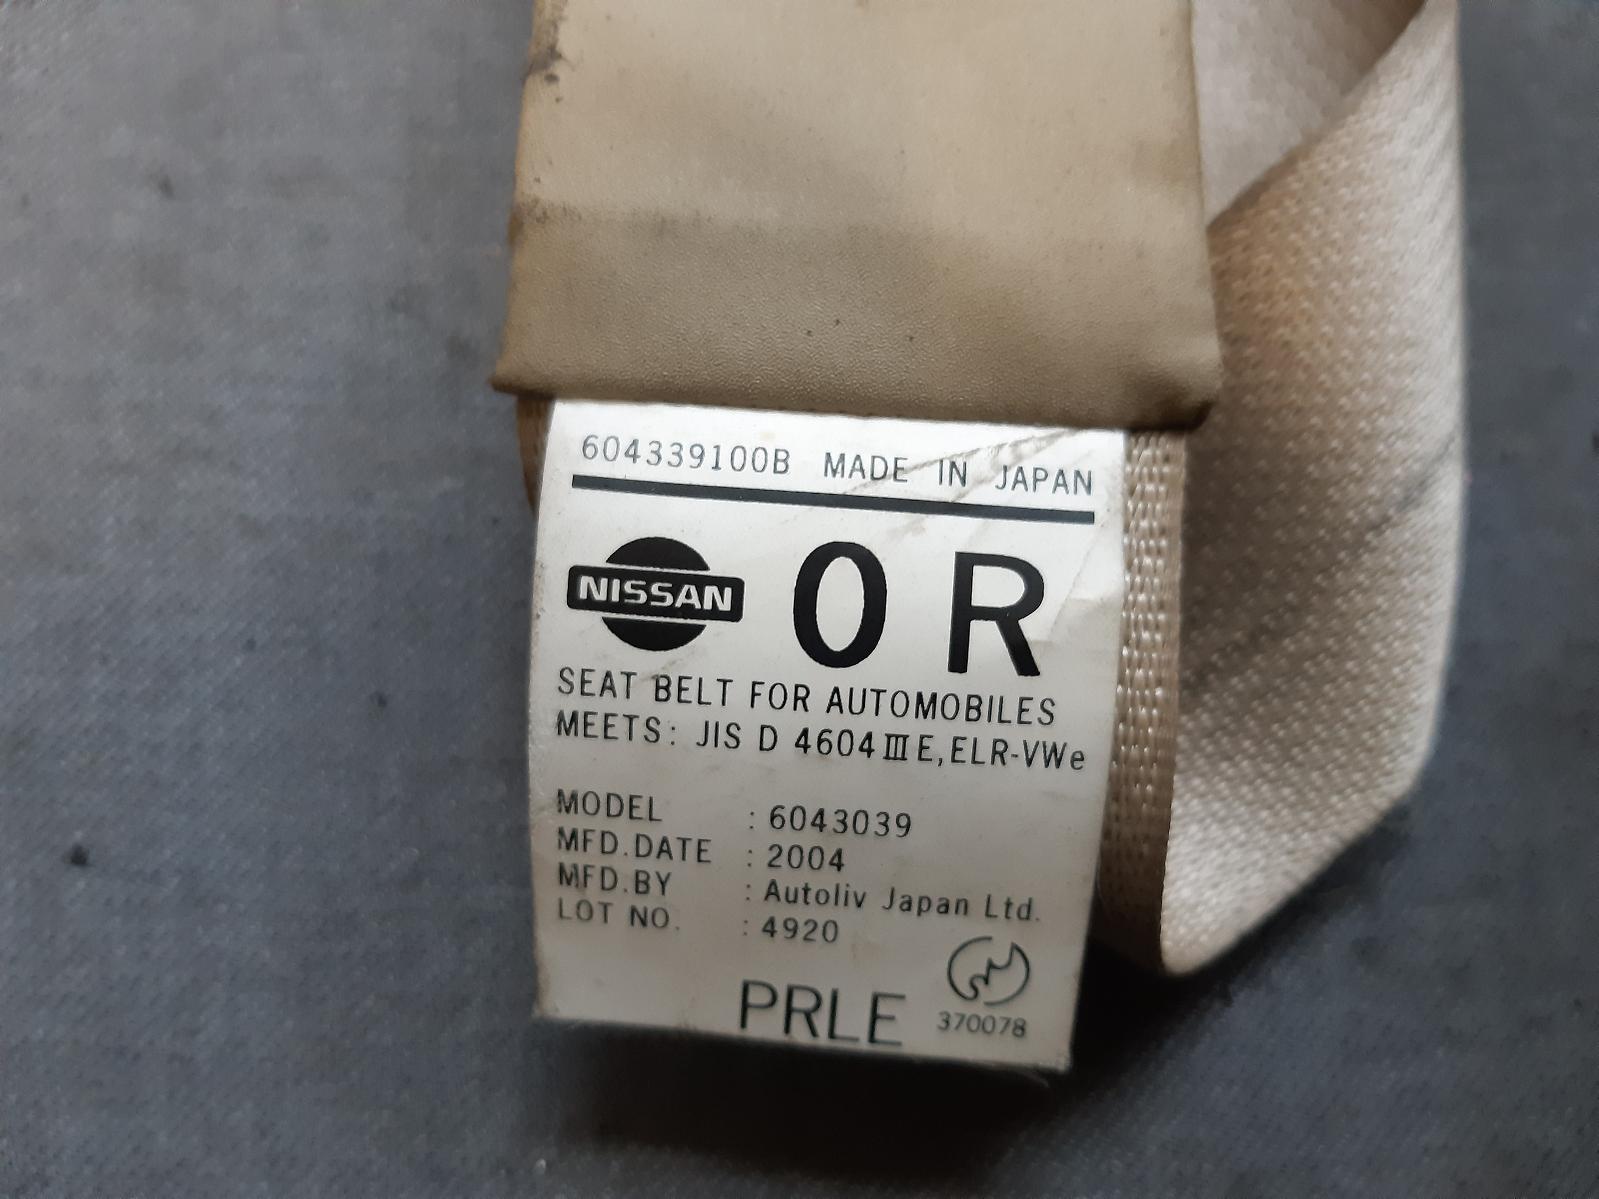 604339100B MADE IN JAPAN
NISSAN 0 R
SEAT BELT FOR AUTOMOBILES
MEETS: JIS D 4604 III E, ELR-VWe
MODEL : 6043039
MFD.DATE : 2004
MFD.BY : Autoliv Japan Ltd.
LOT NO. : 4920
PRLE
370078